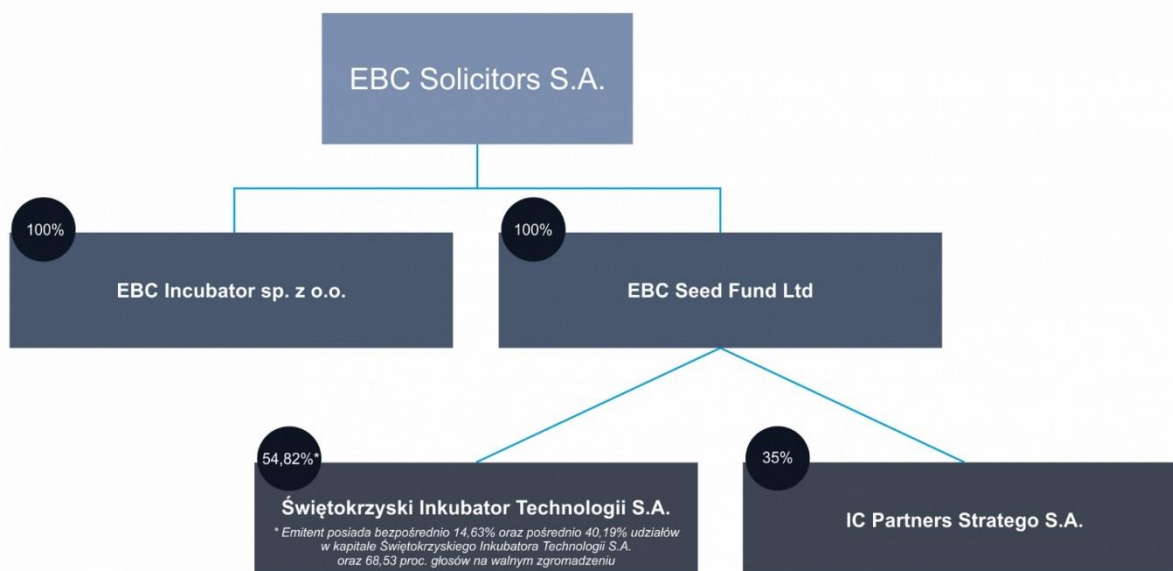 EBC Solicitors S.A.
100%
EBC Incubator sp. z o.o.
100%
EBC Seed Fund Ltd
54,82%*
Świętokrzyski Inkubator Technologii S.A.
* Emitent posiada bezpośrednio 14,63% oraz pośrednio 40,19% udziałów
w kapitale Świętokrzyskiego Inkubatora Technologii S.A.
oraz 68,53 proc. głosów na walnym zgromadzeniu
35%
IC Partners Stratego S.A.